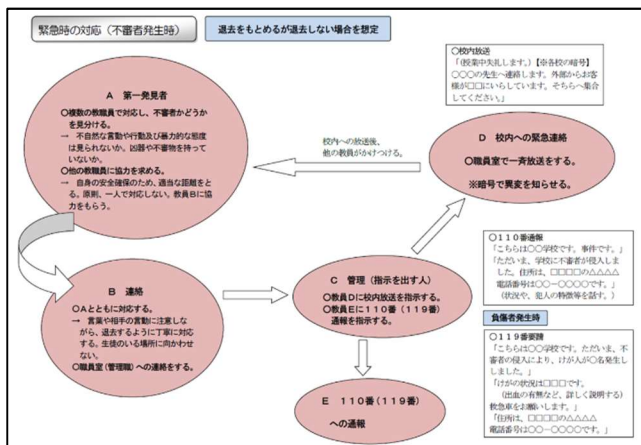 緊急時の対応（不審者発生時）
退去をもとめるが退去しない場合を想定
A 第一発見者
○複数の教職員で対応し、不審者かどうか
を見分ける。
→ 不自然な言動や行動及び暴力的な態度
は見られないか。凶器や不審物を持って
いないか。
○他の教職員に協力を求める。
→ 自身の安全確保のため、適当な距離をと
る、原則、一人で対応しない。教員Bに協
力をもらう。
校内への放送後、
他の教員がかけつける。
○校内放送
「（授業中失礼します。）【※各校の暗号】
○○○の先生へ連絡します。外部からお客
様が□□にいらしています。そちらへ集合
してください。」
D 校内への緊急連絡
○職員室で一斉放送をする。
※暗号で異変を知らせる。
B 連絡
○Aとともに対応する。
→ 言葉や相手の言動に注意しな
がら、退去するように丁寧に対応
する。生徒のいる場所に向かわせ
ない。
○職員室（管理職）への連絡をする。
C 管理（指示を出す人）
○教員Dに校内放送を指示する。
○教員Eに110番（119番）
通報を指示する。
E 110番（119番）
への通報
○110番通報
「こちらは○○学校です。事件です。」
「ただいま、学校に不審者が侵入しまし
ました。住所は、□□□□の△△△△
電話番号は○○－○○○○です。」
（状況や、犯人の特徴等を話す。）
負傷者発生時
○119番要請
「こちらは○○学校です。ただいま、不
審者の侵入により、けが人が○名発生し
しました。」
「けがの状況は□□□です。
（出血の有無など、詳しく説明する）
救急車をお願いします。」
「住所は、□□□□の△△△△
電話番号は○○－○○○○です。」